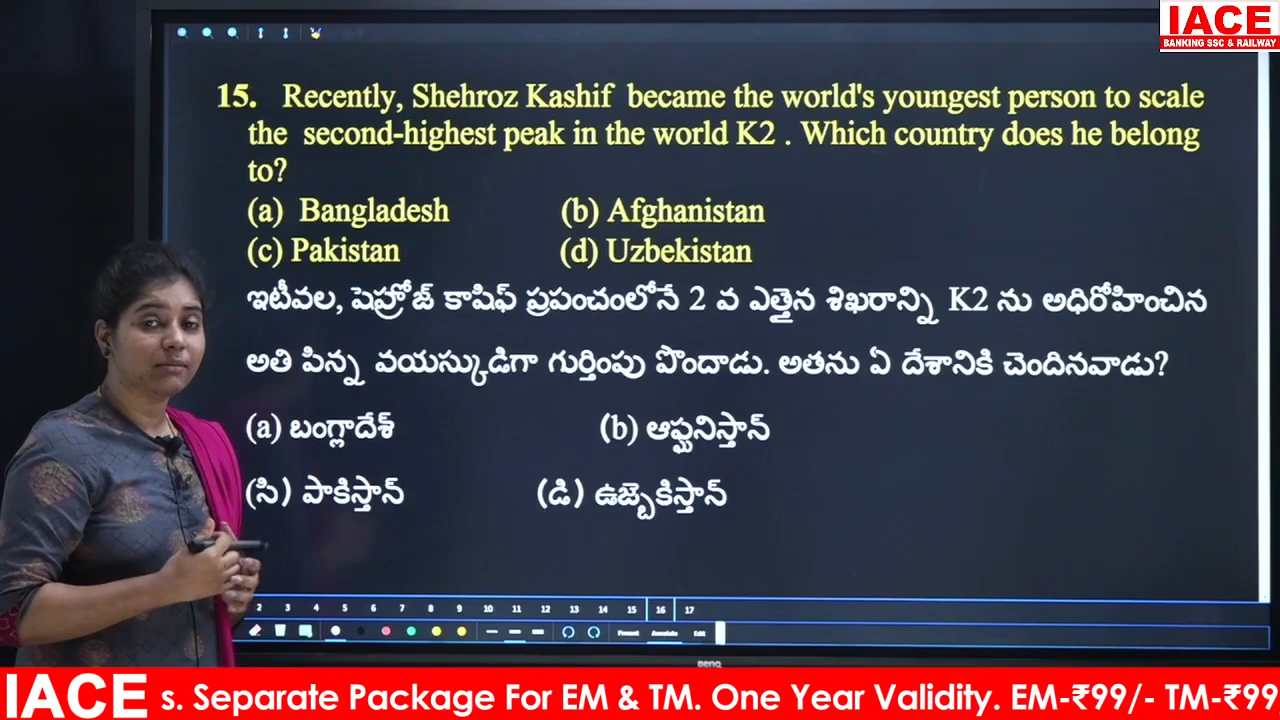 IACE
BANKING SSC & RAILWAY
15. Recently, Shehroz Kashif became the world's youngest person to scale
the second-highest peak in the world K2 . Which country does he belong
to?
(a) Bangladesh (b) Afghanistan
(c) Pakistan (d) Uzbekistan
ఇటీవల, షెహ్రోజ్ కాషిఫ్ ప్రపంచంలోనే 2 వ ఎత్తైన శిఖరాన్ని K2 ను అధిరోహించిన
అతి పిన్న వయస్కుడిగా గుర్తింపు పొందాడు. అతను ఏ దేశానికి చెందినవాడు?
(a) బంగ్లాదేశ్ (b) ఆఫ్ఘనిస్తాన్
(సి) పాకిస్తాన్ (డి) ఉజ్బెకిస్తాన్
2 3 4 5 6 7 8 9 10 11 12 13 14 15 16 17
Present Annotate Edit
BenQ
IACE s. Separate Package For EM & TM. One Year Validity. EM-₹99/- TM-₹99